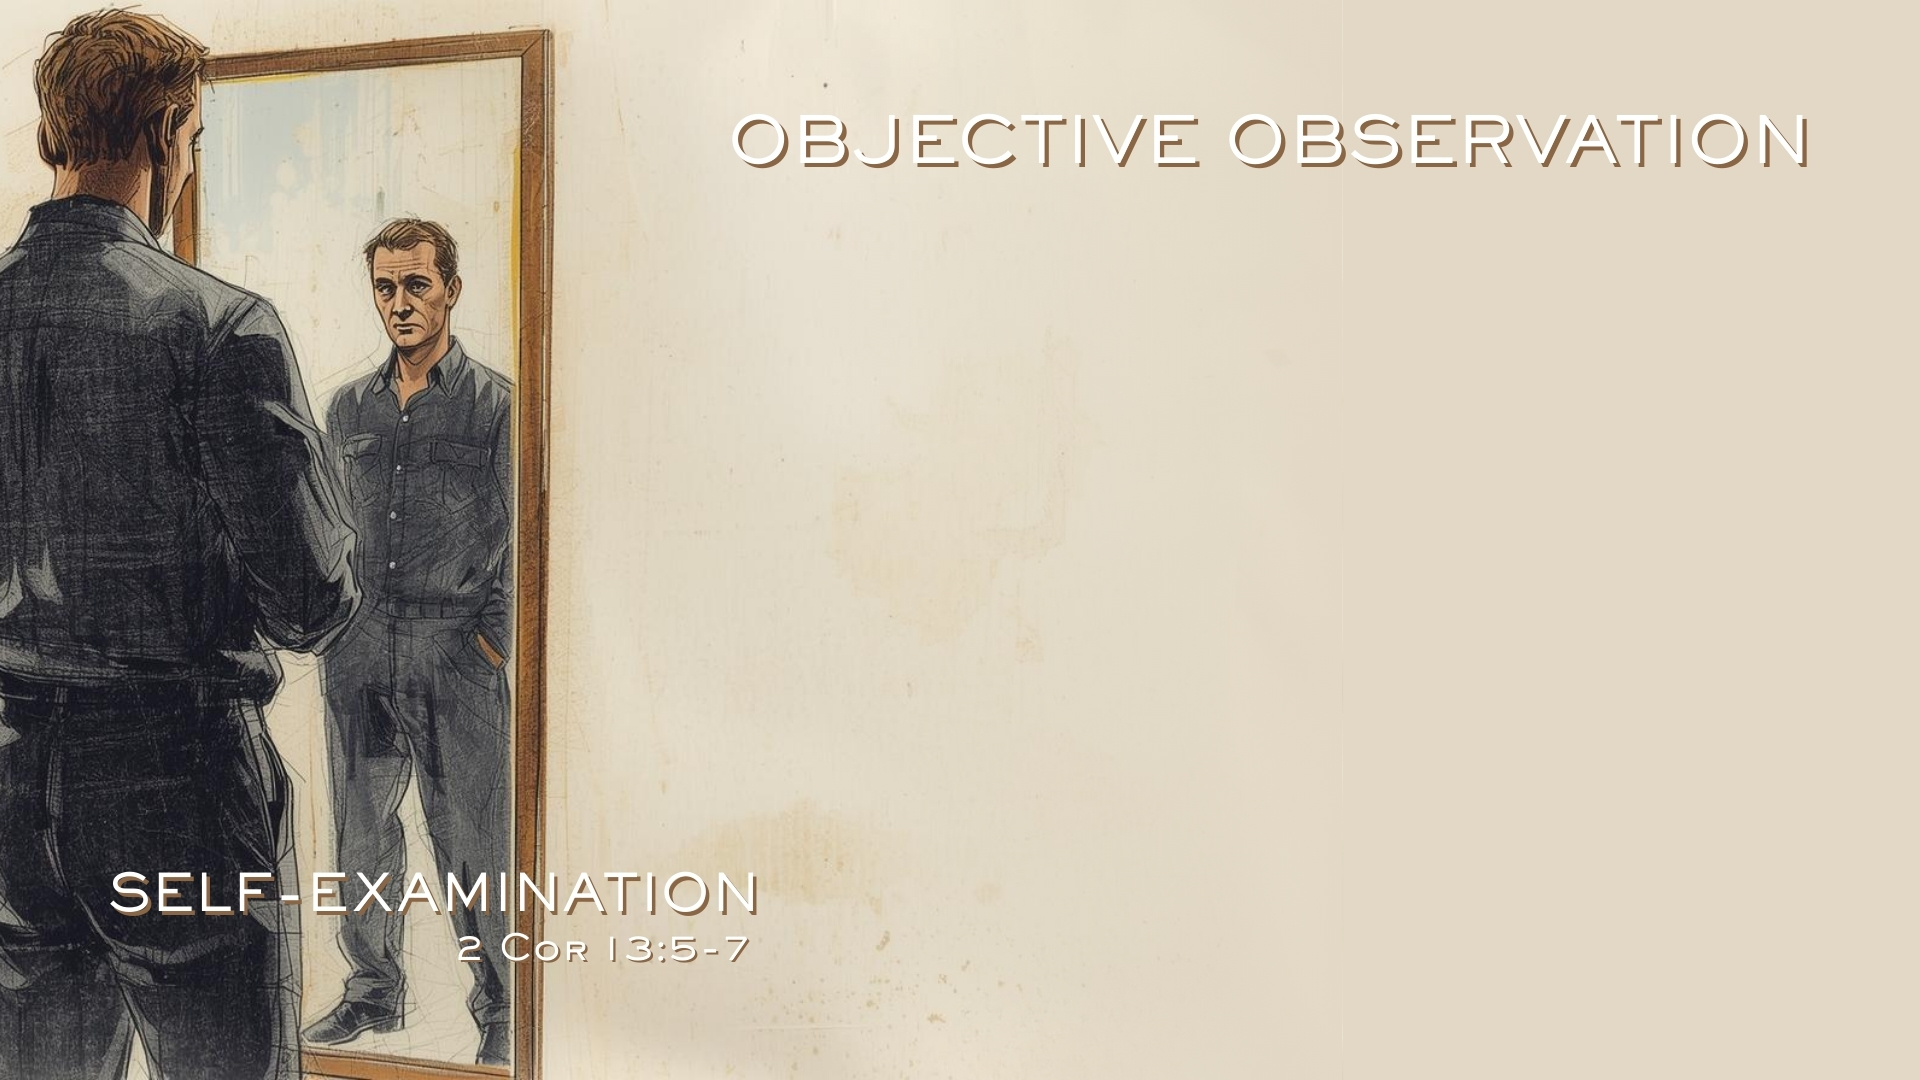 OBJECTIVE OBSERVATION
SELF-EXAMINATION
2 Cor 13:5-7